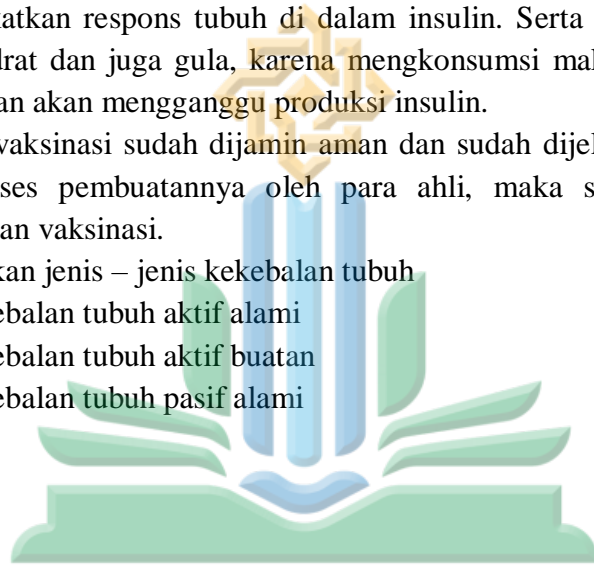 atkan respons tubuh di dalam insulin. Serta
drat dan juga gula, karena mengkonsumsi mal
an akan mengganggu produksi insulin.
vaksinasi sudah dijamin aman dan sudah dijel
ses pembuatannya oleh para ahli, maka s
an vaksinasi.
kan jenis – jenis kekebalan tubuh
ebalan tubuh aktif alami
ebalan tubuh aktif buatan
ebalan tubuh pasif alami